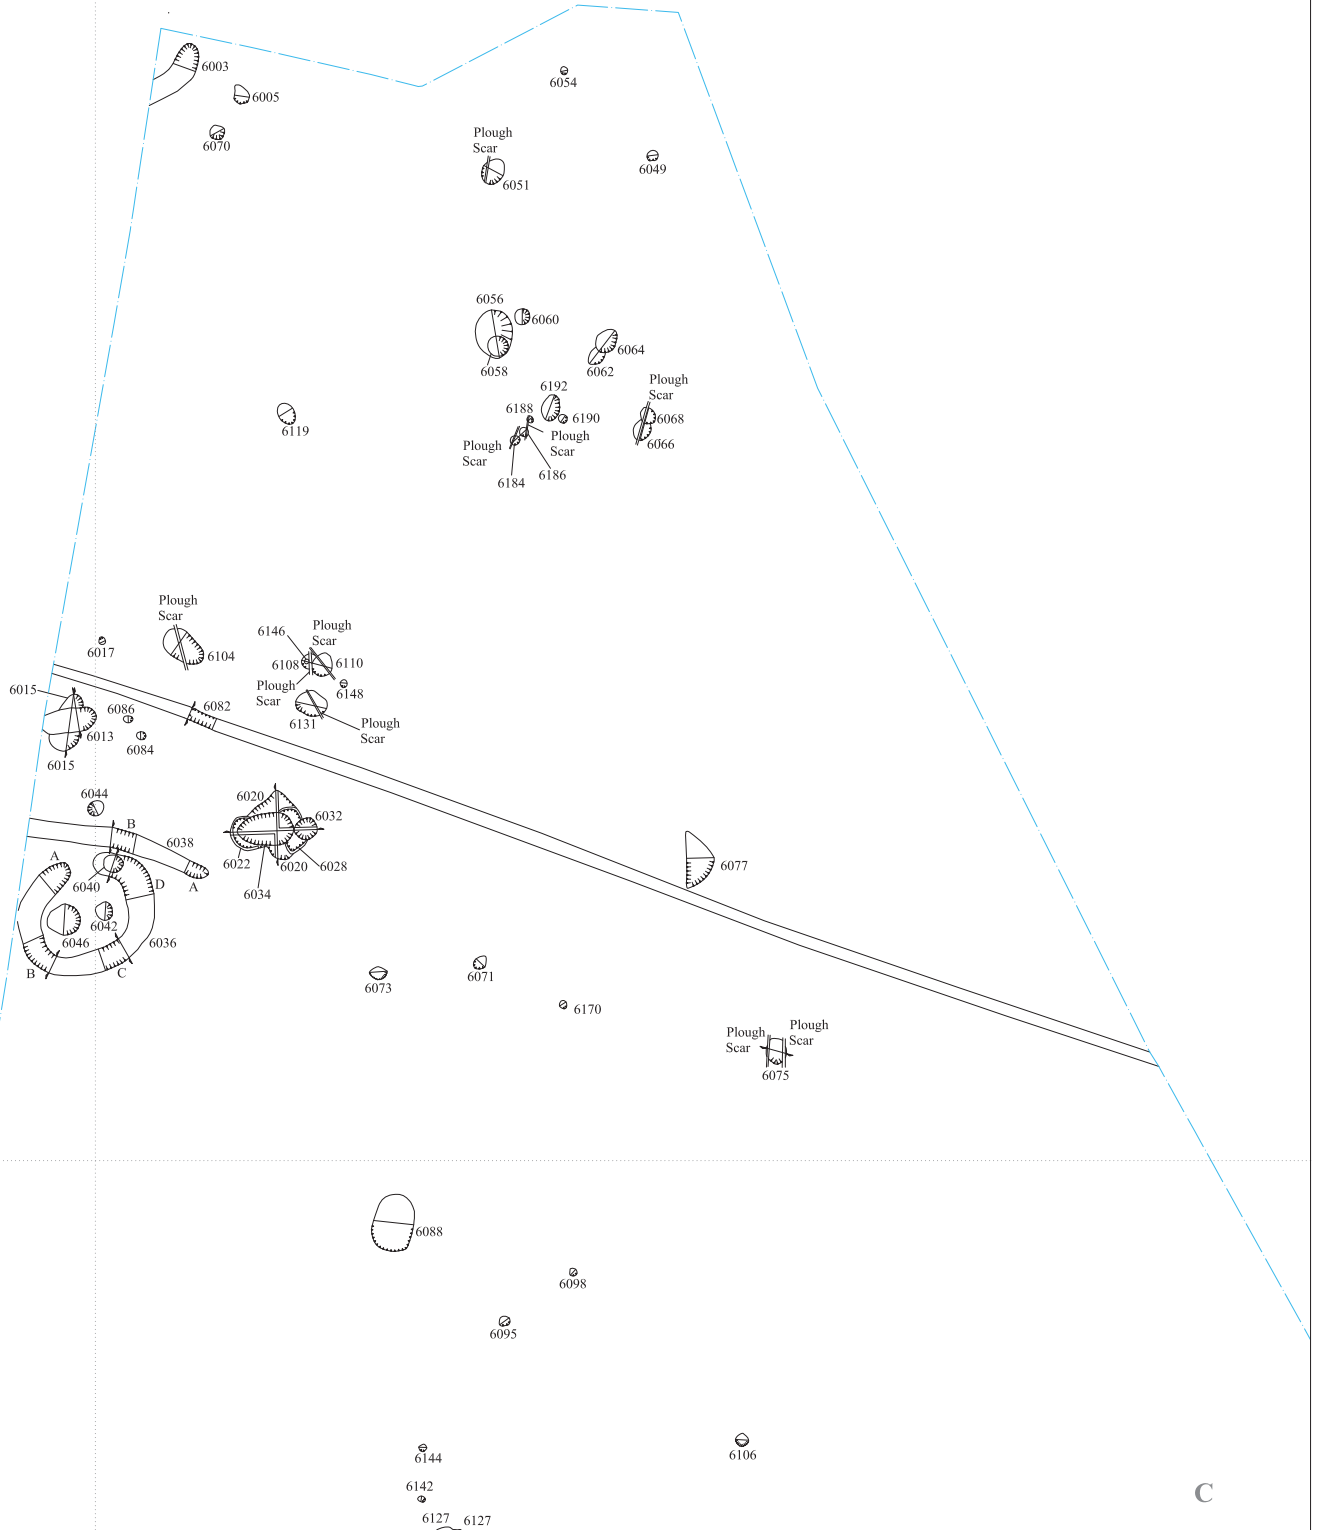 6003
6054
6005
6070
Plough
Scar
6049
6051
6056
6060
6064
6058
6062
Plough
Scar
6192
6188
6190
6068
6119
Plough
Scar
Plough
Scar
6066
6186
6184
Plough
Scar
6146
Plough
Scar
6017
6104
6108
6110
Plough
Scar
6148
6015
6086
6082
6131
Plough
Scar
6013
6084
6015
6044
6020
6032
B
6038
A
6022
6020
6028
6040
D
A
6034
6077
6042
6046
6036
B
C
6073
6071
6170
Plough
Scar
Plough
Scar
6075
6088
6098
6095
6144
6106
6142
C
6127
6127